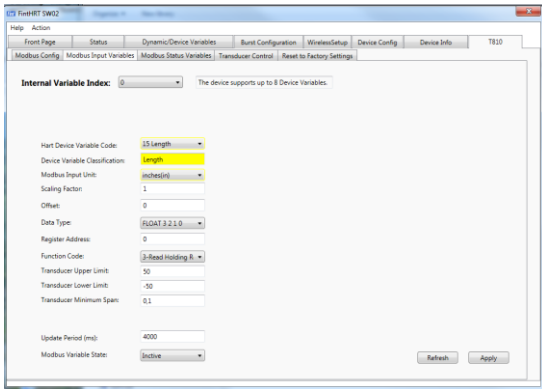 FintHRT SW02
Help Action
Front Page Status Dynamic/Device Variables Burst Configuration WirelessSetup Device Config Device Info T810
Modbus Config Modbus Input Variables Modbus Status Variables Transducer Control Reset to Factory Settings
Internal Variable Index: 0 The device supports up to 8 Device Variables.
Hart Device Variable Code: 15 Length
Device Variable Classification: Length
Modbus Input Unit: inches(in)
Scaling Factor: 1
Offset: 0
Data Type: FLOAT 3 2 1 0
Register Address: 0
Function Code: 3-Read Holding R
Transducer Upper Limit: 50
Transducer Lower Limit: -50
Transducer Minimum Span: 0,1
Update Period (ms): 4000
Modbus Variable State: Inctive
Refresh Apply